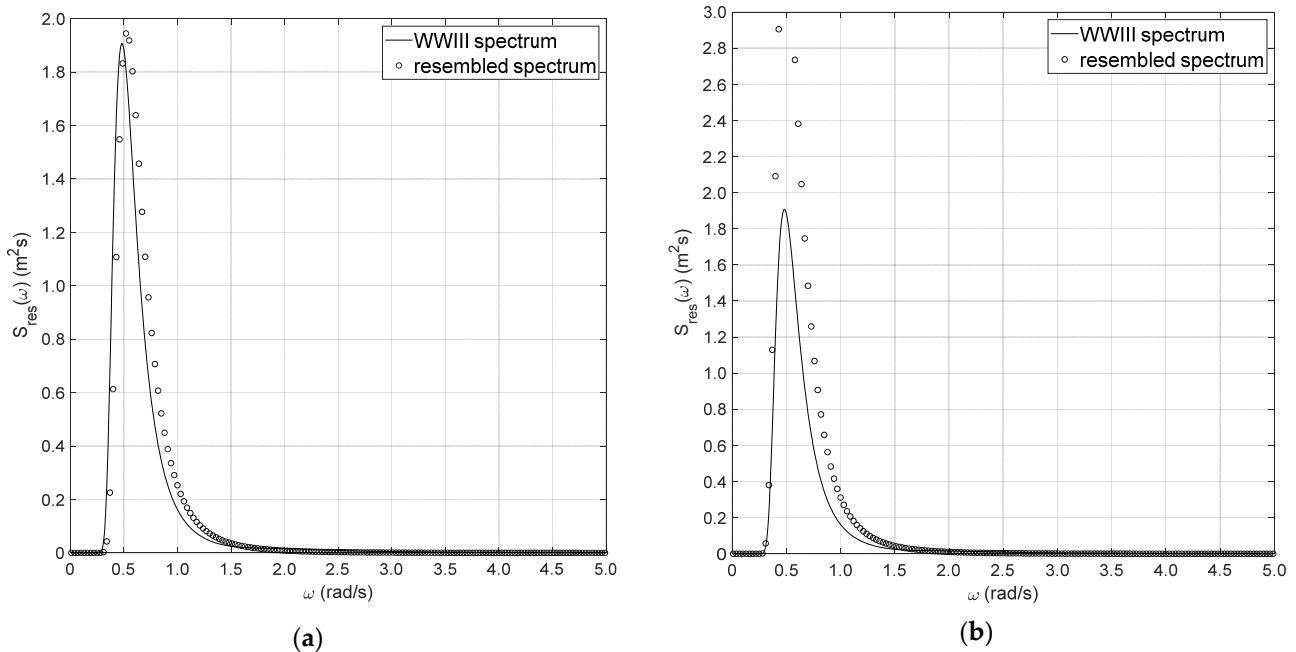 2.0
1.8
1.6
1.4
1.2
1.0
0.8
0.6
0.4
0.2
0
0 0.5 1.0 1.5 2.0 2.5 3.0 3.5 4.0 4.5 5.0
S_res(ω) (m²s)
ω (rad/s)
WWIII spectrum
resembled spectrum
(a)
3.0
2.8
2.6
2.4
2.2
2.0
1.8
1.6
1.4
1.2
1.0
0.8
0.6
0.4
0.2
0
0 0.5 1.0 1.5 2.0 2.5 3.0 3.5 4.0 4.5 5.0
S_res(ω) (m²s)
ω (rad/s)
WWIII spectrum
resembled spectrum
(b)